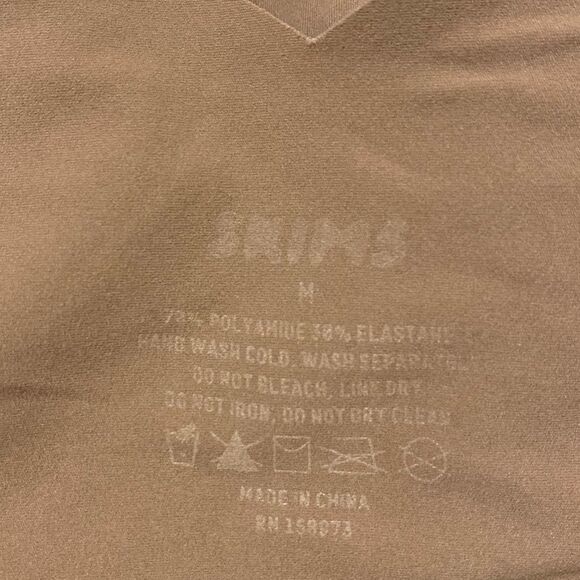 SKIMS
M
POLYAMIDE 30% ELASTANE
HAND WASH COLD. WASH SEPARATELY
DO NOT BLEACH, LINE DRY
DO NOT IRON, DO NOT DRY CLEAN
MADE IN CHINA
RN